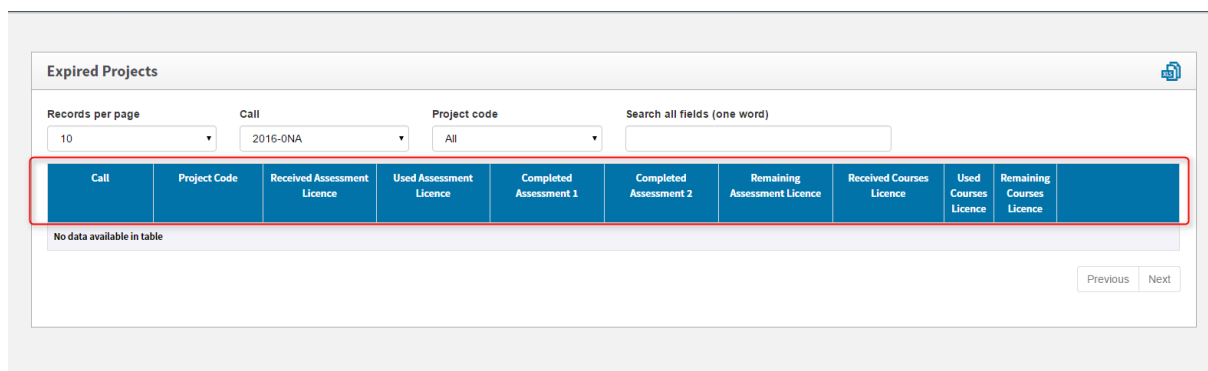 Expired Projects
XLS
Records per page Call Project code Search all fields (one word)
10 2016-0NA All
Call Project Code Received Assessment Licence Used Assessment Licence Completed Assessment 1 Completed Assessment 2 Remaining Assessment Licence Received Courses Licence Used Courses Licence Remaining Courses Licence
No data available in table
Previous Next